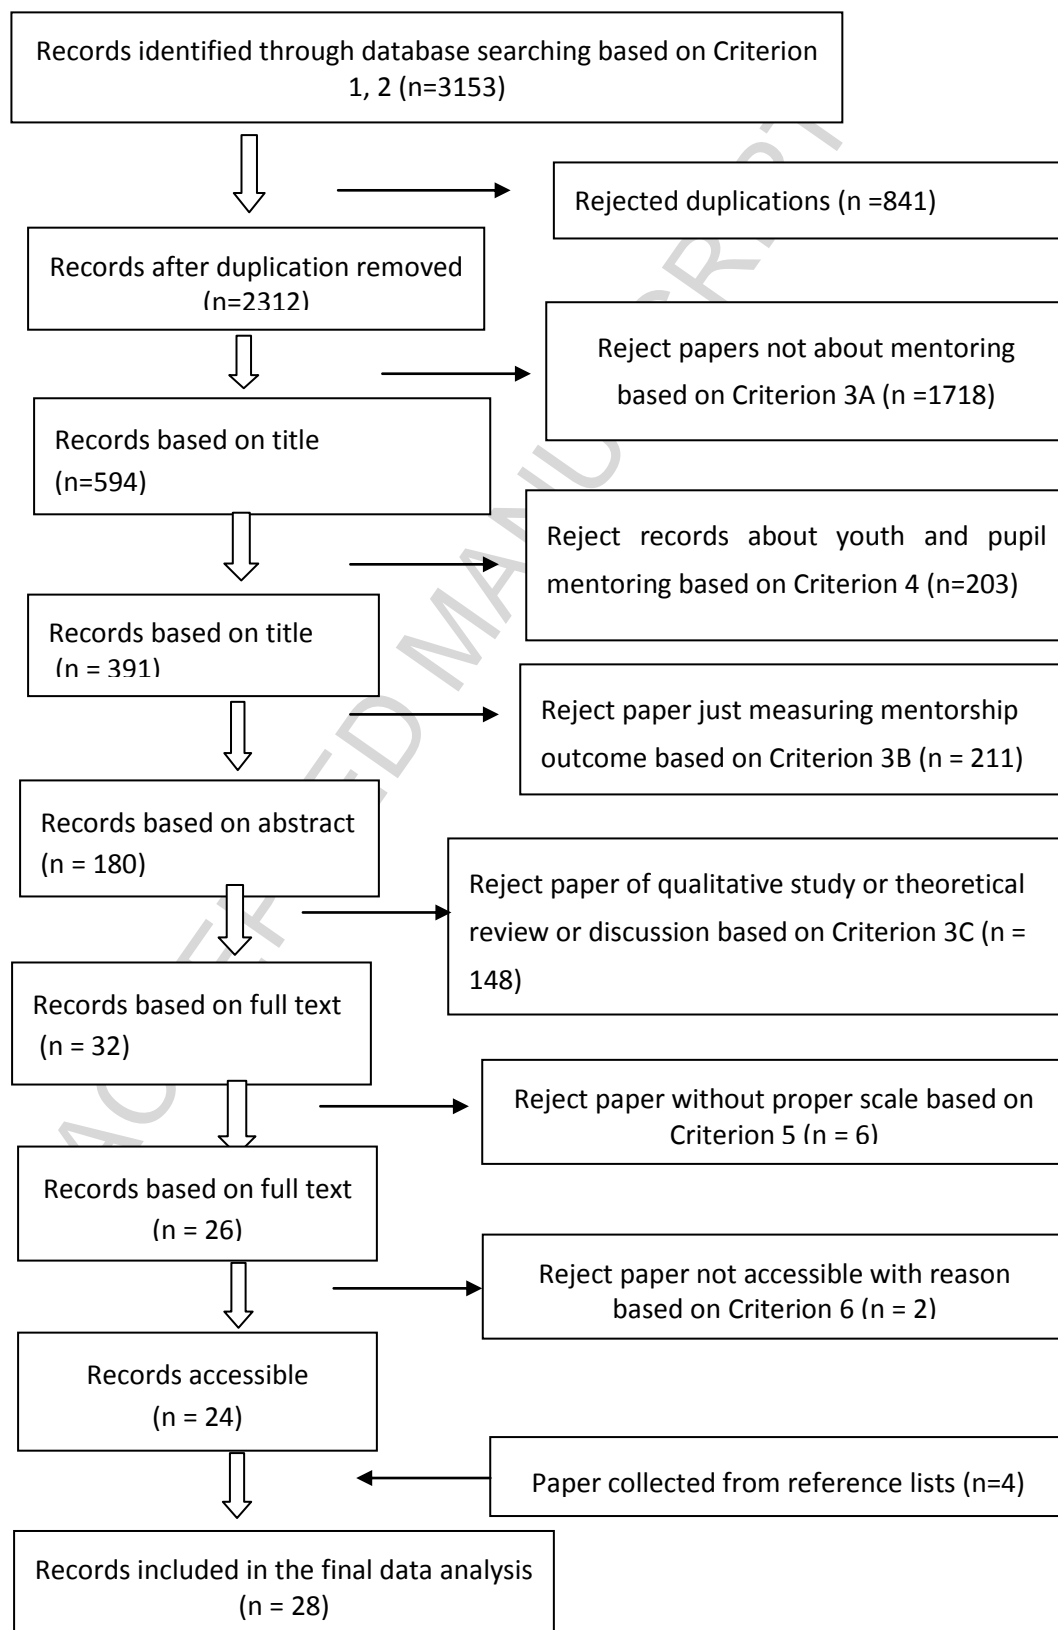 Records identified through database searching based on Criterion
1, 2 (n=3153)
Rejected duplications (n =841)
Records after duplication removed
(n=2312)
Reject papers not about mentoring
based on Criterion 3A (n =1718)
Records based on title
(n=594)
Reject records about youth and pupil
mentoring based on Criterion 4 (n=203)
Records based on title
(n = 391)
Reject paper just measuring mentorship
outcome based on Criterion 3B (n = 211)
Records based on abstract
(n = 180)
Reject paper of qualitative study or theoretical
review or discussion based on Criterion 3C (n =
148)
Records based on full text
(n = 32)
Reject paper without proper scale based on
Criterion 5 (n = 6)
Records based on full text
(n = 26)
Reject paper not accessible with reason
based on Criterion 6 (n = 2)
Records accessible
(n = 24)
Paper collected from reference lists (n=4)
Records included in the final data analysis
(n = 28)
ACCEPTED MANUSCRIPT